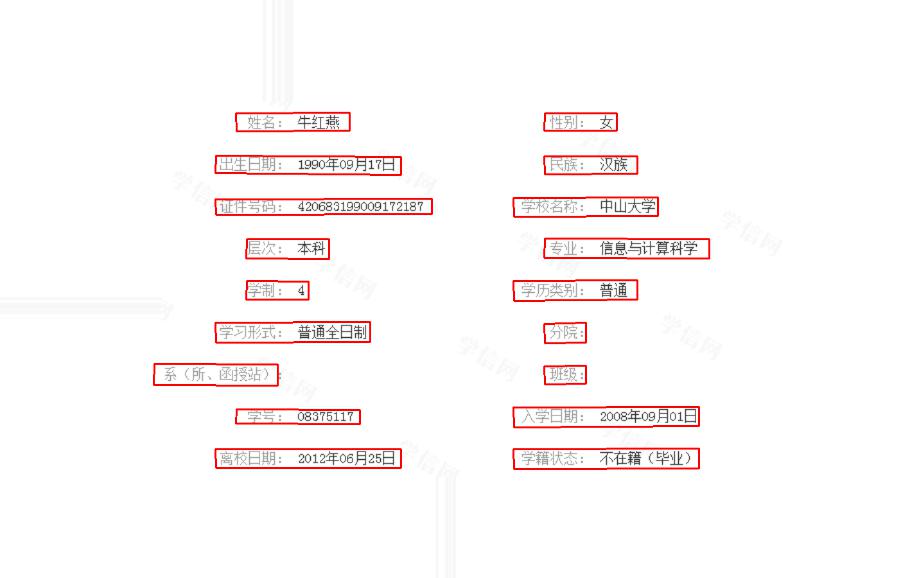 姓名： 牛红燕 性别： 女
出生日期： 1990年09月17日 民族： 汉族
证件号码： 420683199009172187 学校名称： 中山大学
层次： 本科 专业： 信息与计算科学
学制： 4 学历类别： 普通
学习形式： 普通全日制 分院：
系（所、函授站）： 班级：
学号： 08375117 入学日期： 2008年09月01日
离校日期： 2012年06月25日 学籍状态： 不在籍（毕业）
学信网
学信网
学信网
学信网
学信网
学信网
学信网
学信网
学信网